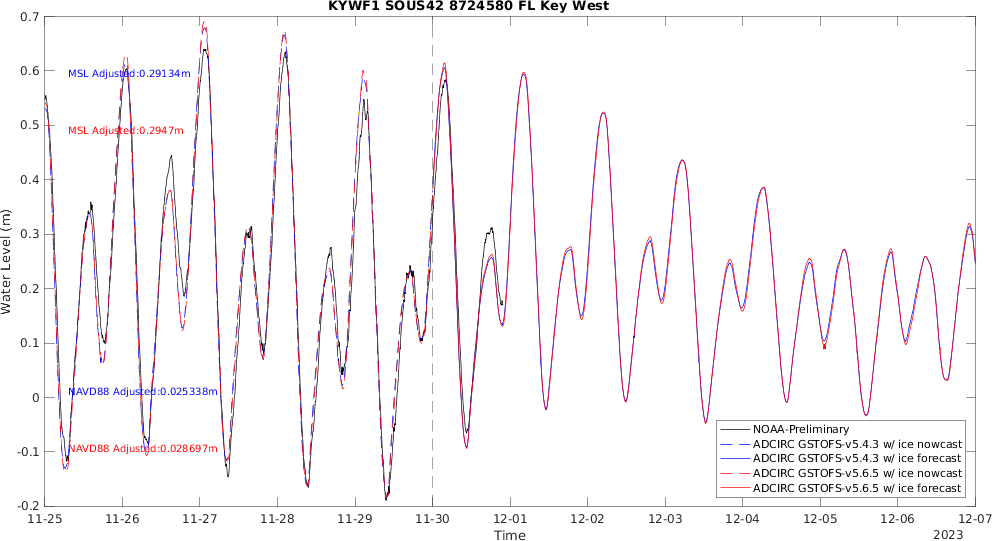 KYWF1 SOUS42 8724580 FL Key West
0.7
0.6
0.5
0.4
0.3
0.2
0.1
0
-0.1
-0.2
Water Level (m)
MSL Adjusted:0.29134m
MSL Adjusted:0.2947m
NAVD88 Adjusted:0.025338m
NAVD88 Adjusted:0.028697m
NOAA-Preliminary
ADCIRC GSTOFS-v5.4.3 w/ ice nowcast
ADCIRC GSTOFS-v5.4.3 w/ ice forecast
ADCIRC GSTOFS-v5.6.5 w/ ice nowcast
ADCIRC GSTOFS-v5.6.5 w/ ice forecast
11-25 11-26 11-27 11-28 11-29 11-30 12-01 12-02 12-03 12-04 12-05 12-06 12-07
Time
2023